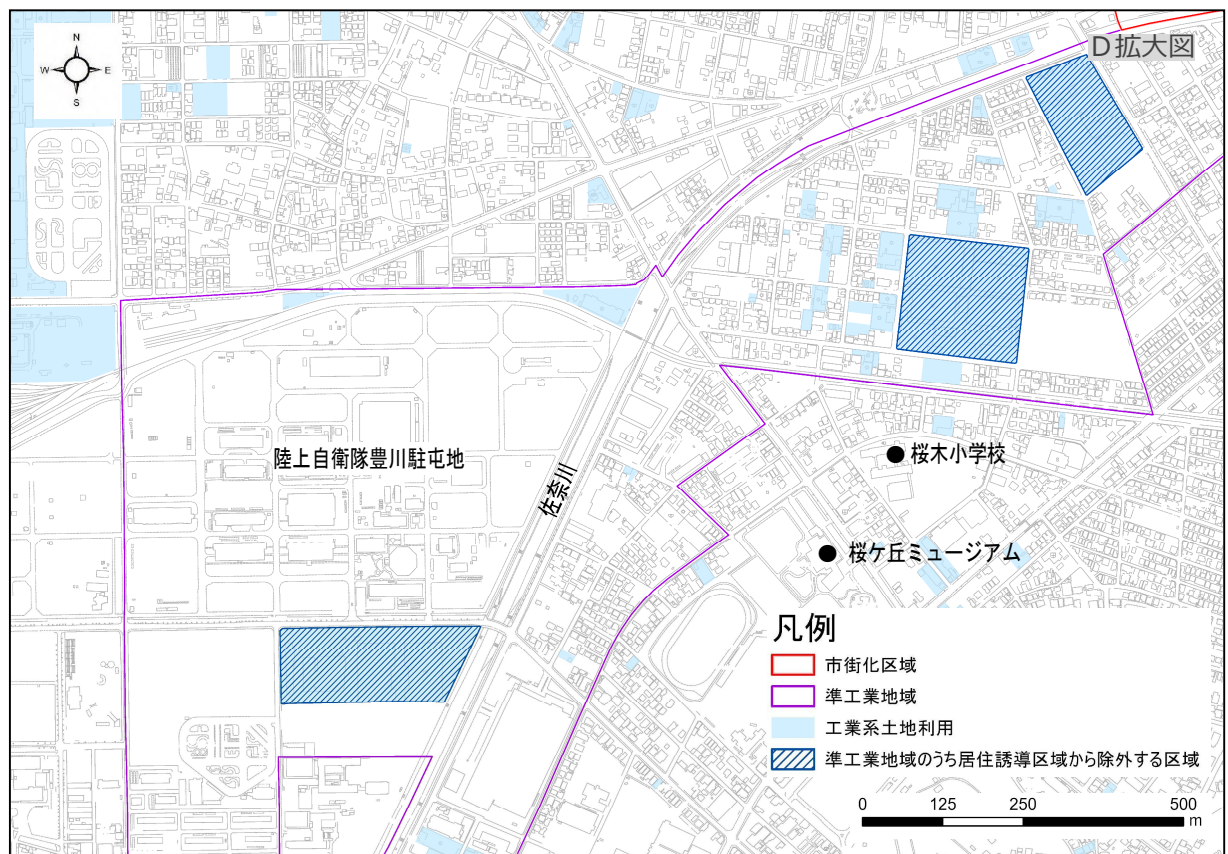 N
W E
S
D拡大図
陸上自衛隊豊川駐屯地
佐奈川
桜木小学校
桜ケ丘ミュージアム
凡例
市街化区域
準工業地域
工業系土地利用
準工業地域のうち居住誘導区域から除外する区域
0 125 250 500
m